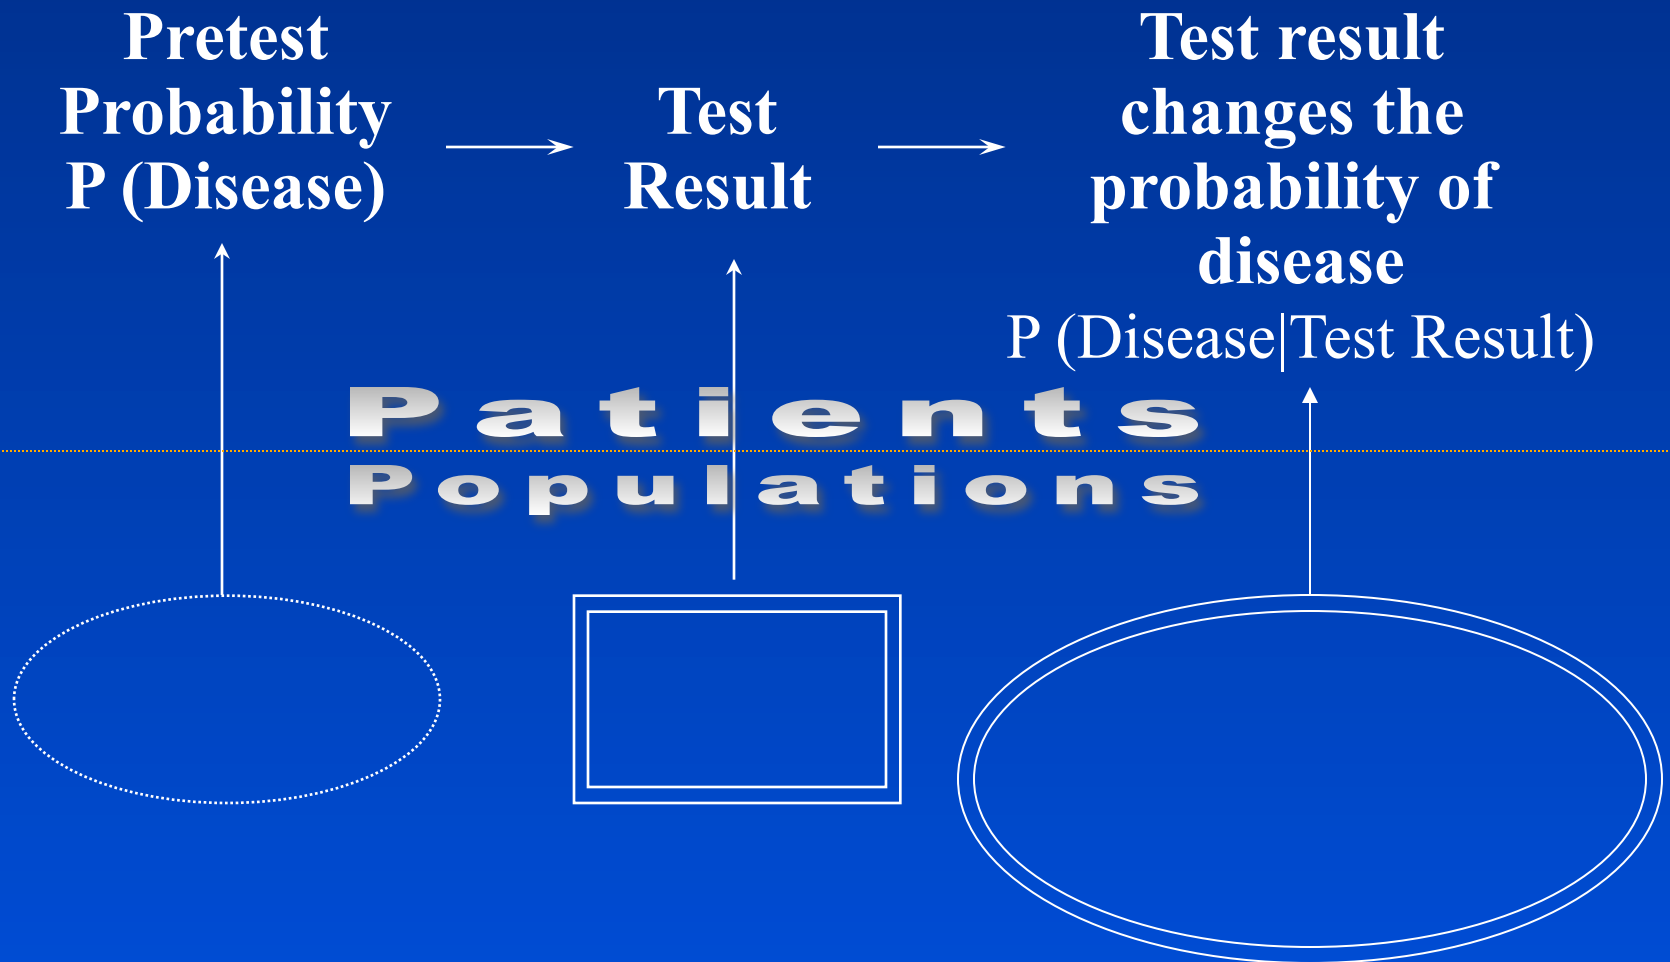 Pretest
Probability
P (Disease)
Test
Result
Test result
changes the
probability of
disease
P (Disease|Test Result)
Patients
Populations